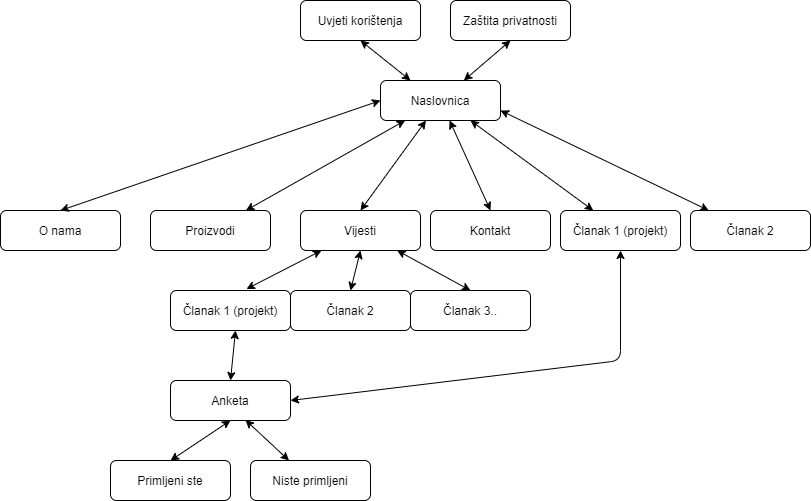 Uvjeti korištenja
Zaštita privatnosti
Naslovnica
O nama
Proizvodi
Vijesti
Kontakt
Članak 1 (projekt)
Članak 2
Članak 1 (projekt)
Članak 2
Članak 3..
Anketa
Primljeni ste
Niste primljeni